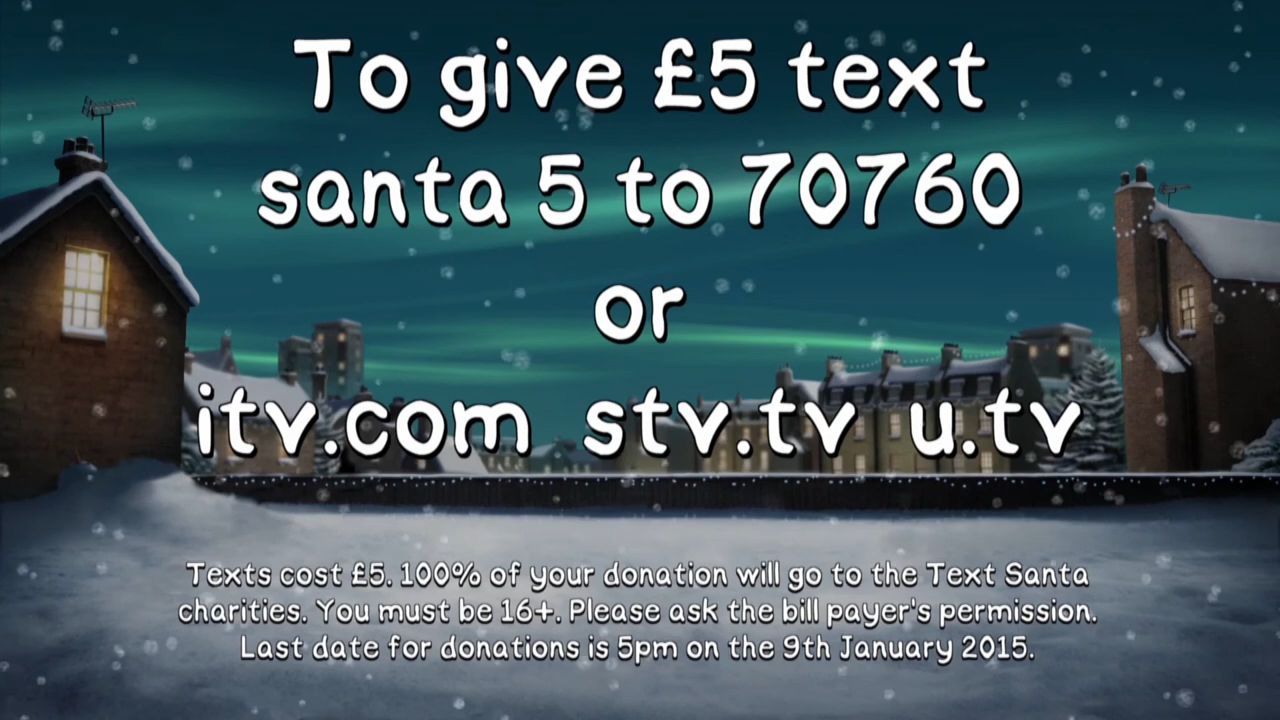 To give £5 text
santa 5 to 70760
or
itv.com stv.tv u.tv
Texts cost £5. 100% of your donation will go to the Text Santa
charities. You must be 16+. Please ask the bill payer's permission.
Last date for donations is 5pm on the 9th January 2015.